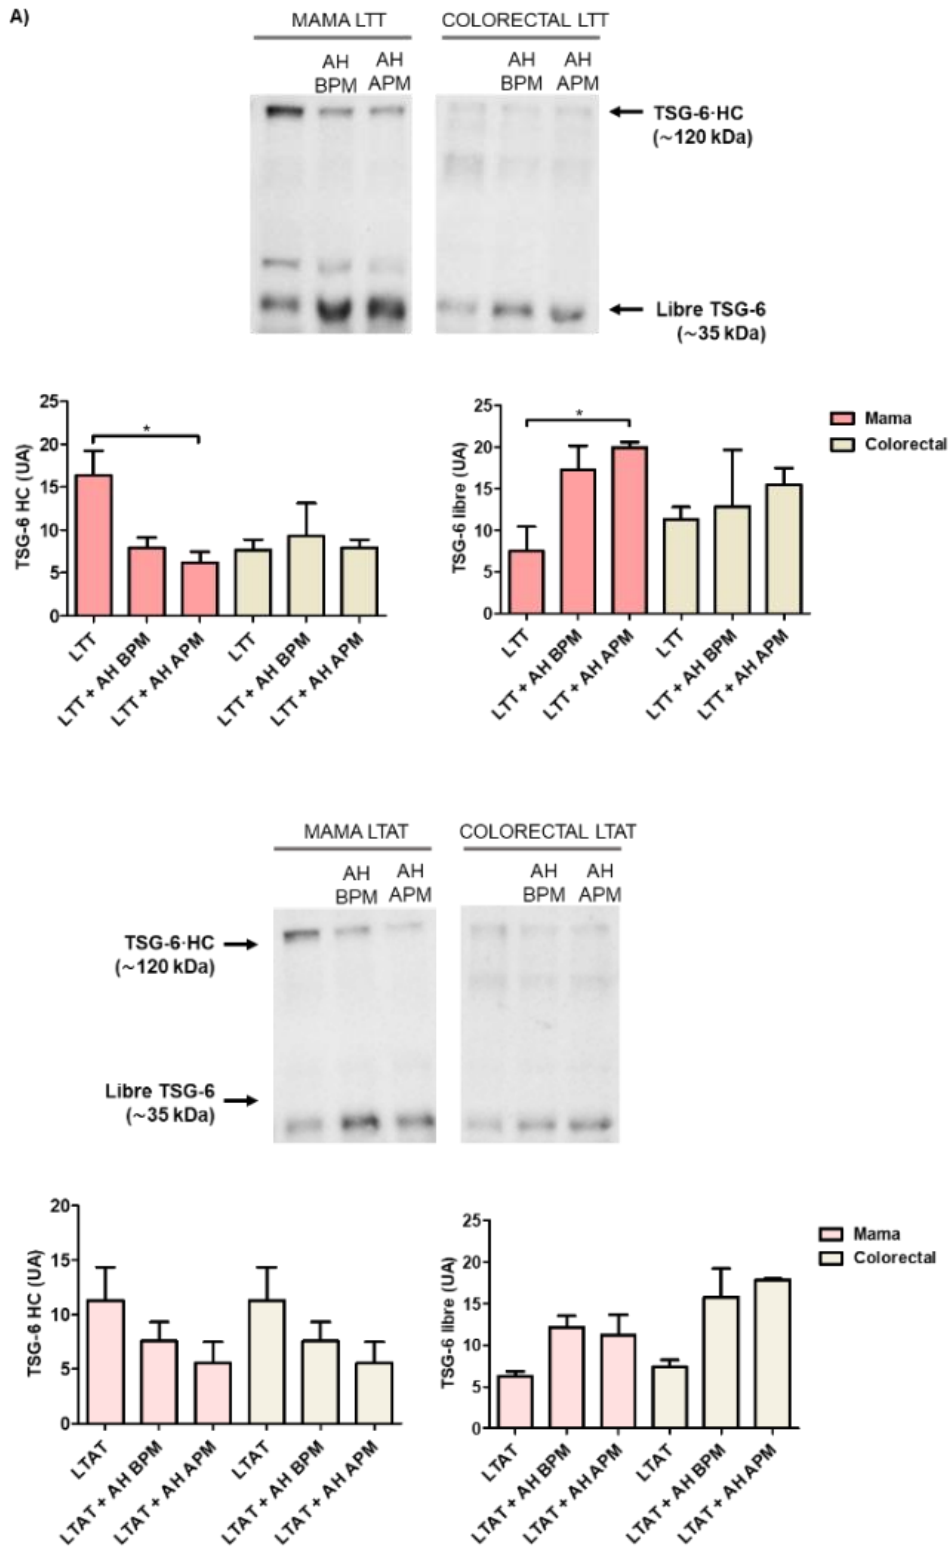 A)
MAMA LTT
COLORECTAL LTT
AH
BPM
AH
APM
AH
BPM
AH
APM
TSG-6·HC
(~120 kDa)
Libre TSG-6
(~35 kDa)
TSG-6 HC (UA)
25
20
15
10
5
0
*
LTT
LTT + AH BPM
LTT + AH APM
LTT
LTT + AH BPM
LTT + AH APM
TSG-6 libre (UA)
25
20
15
10
5
0
*
LTT
LTT + AH BPM
LTT + AH APM
LTT
LTT + AH BPM
LTT + AH APM
Mama
Colorectal
MAMA LTAT
COLORECTAL LTAT
AH
BPM
AH
APM
AH
BPM
AH
APM
TSG-6·HC
(~120 kDa)
Libre TSG-6
(~35 kDa)
TSG-6 HC (UA)
20
15
10
5
0
LTAT
LTAT + AH BPM
LTAT + AH APM
LTAT
LTAT + AH BPM
LTAT + AH APM
TSG-6 libre (UA)
25
20
15
10
5
0
LTAT
LTAT + AH BPM
LTAT + AH APM
LTAT
LTAT + AH BPM
LTAT + AH APM
Mama
Colorectal